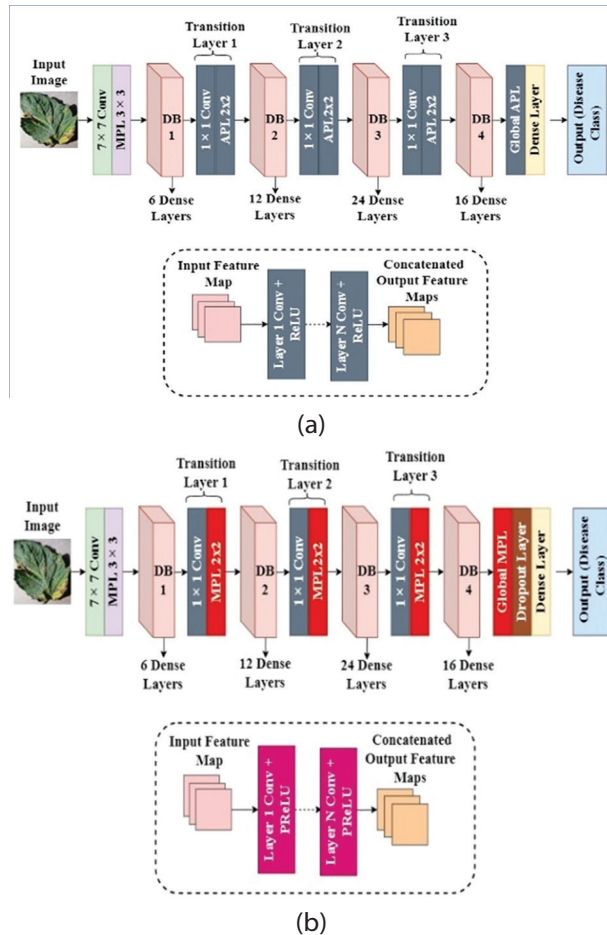 Transition
Layer 1
Transition
Layer 2
Transition
Layer 3
Input
Image
7 × 7 Conv
MPL 3 × 3
DB
1
1 × 1 Conv
APL 2x2
DB
2
1 × 1 Conv
APL2x2
DB
3
1 × 1 Conv
APL 2x2
DB
4
Global APL
Dense Layer
Output (Disease
Class)
6 Dense
Layers
12 Dense
Layers
24 Dense
Layers
16 Dense
Layers
Input Feature
Map
Layer 1 Conv +
ReLU
Layer N Conv +
ReLU
Concatenated
Output Feature
Maps
(a)
Transition
Layer 1
Transition
Layer 2
Transition
Layer 3
Input
Image
7 × 7 Conv
MPL 3 × 3
DB
1
1 × 1 Conv
MPL 2x2
DB
2
1 × 1 Conv
MPL 2x2
DB
3
1 × 1 Conv
MPL 2x2
DB
4
Global MPL
Dropout Layer
Dense Layer
Output (Disease
Class)
6 Dense
Layers
12 Dense
Layers
24 Dense
Layers
16 Dense
Layers
Input Feature
Map
Layer 1 Conv +
PReLU
Layer N Conv +
PReLU
Concatenated
Output Feature
Maps
(b)